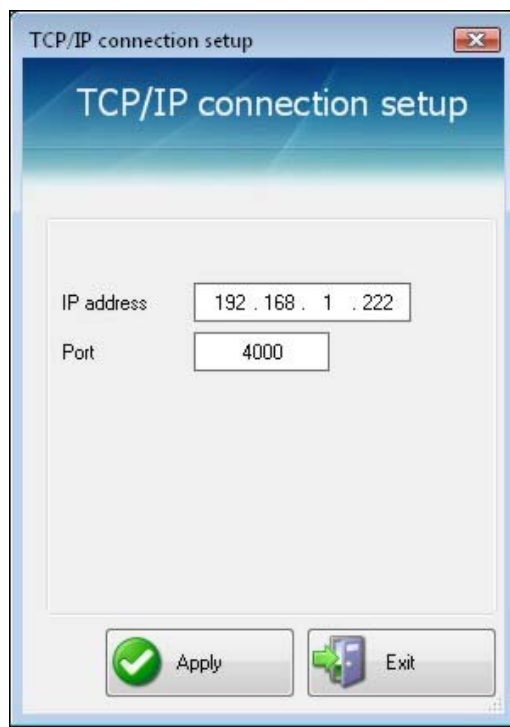 TCP/IP connection setup
TCP/IP connection setup
IP address 192 . 168 . 1 . 222
Port 4000
Apply Exit